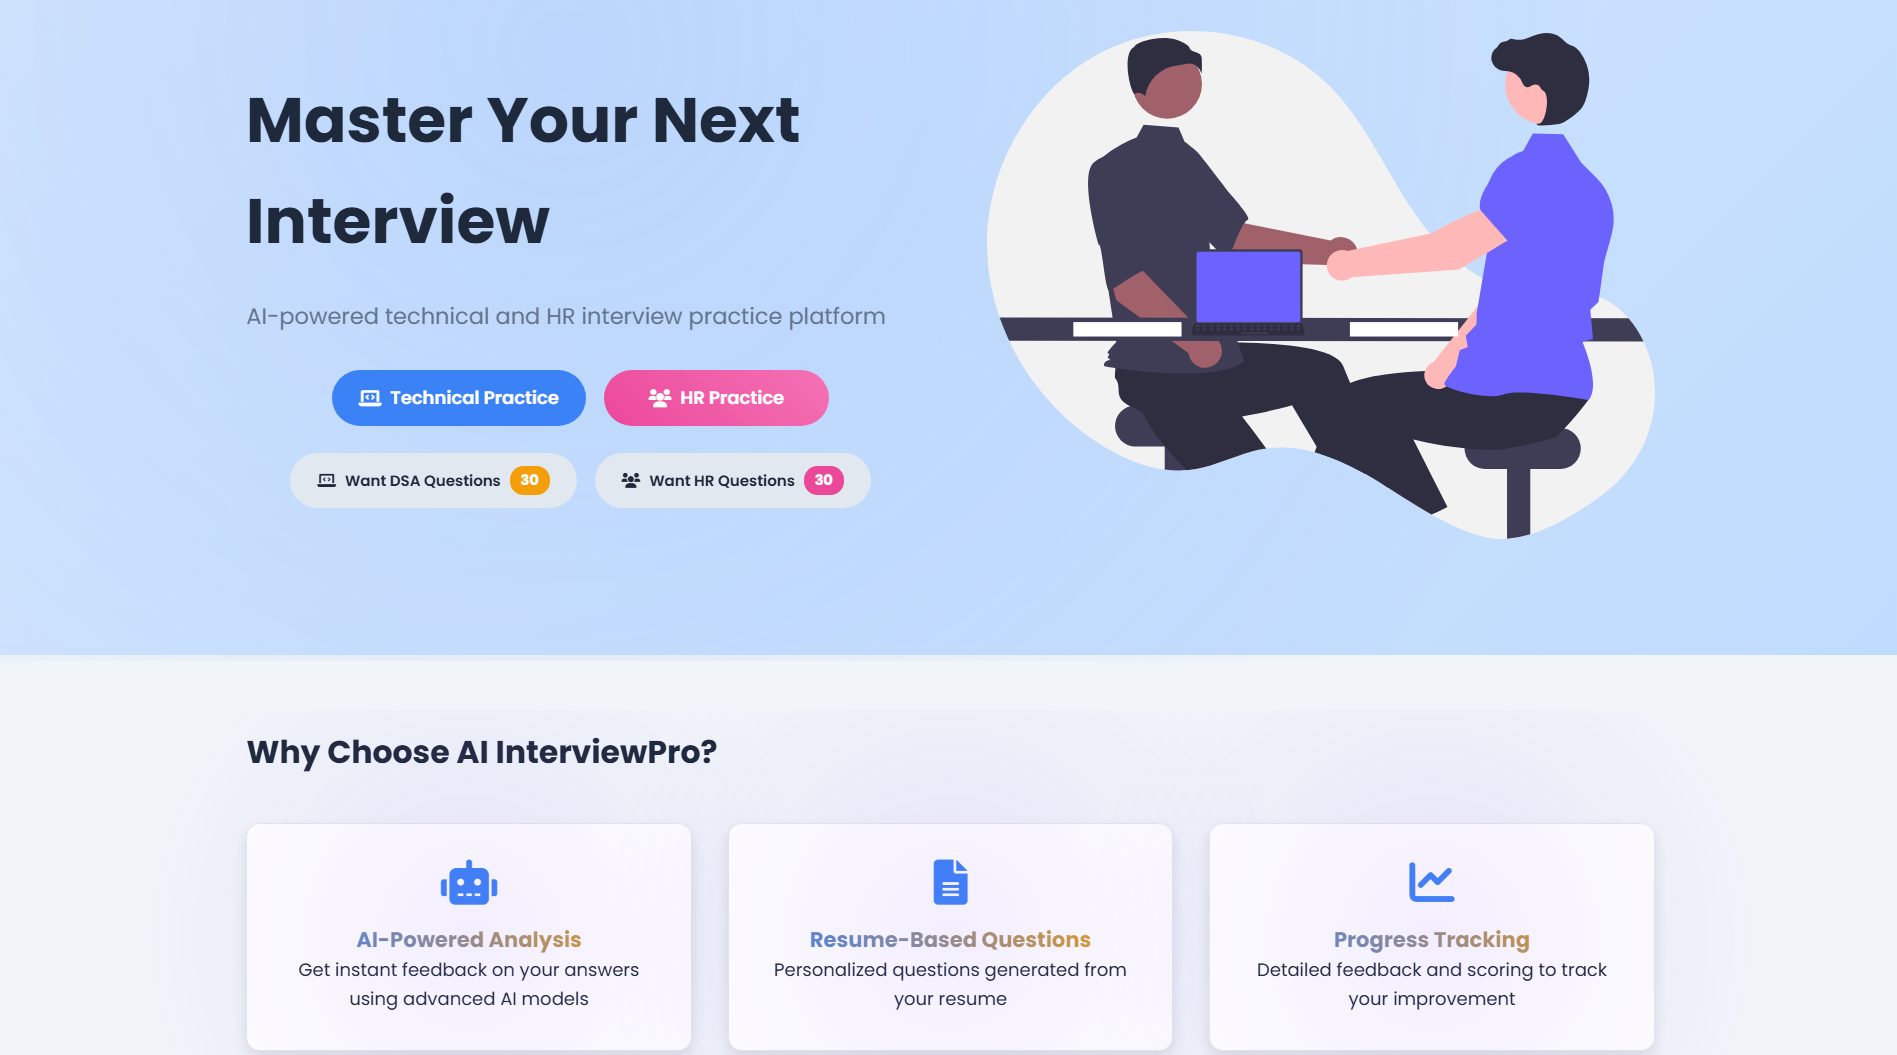 Master Your Next
Interview
AI-powered technical and HR interview practice platform
Technical Practice
HR Practice
Want DSA Questions 30
Want HR Questions 30
Why Choose AI InterviewPro?
AI-Powered Analysis
Get instant feedback on your answers
using advanced AI models
Resume-Based Questions
Personalized questions generated from
your resume
Progress Tracking
Detailed feedback and scoring to track
your improvement